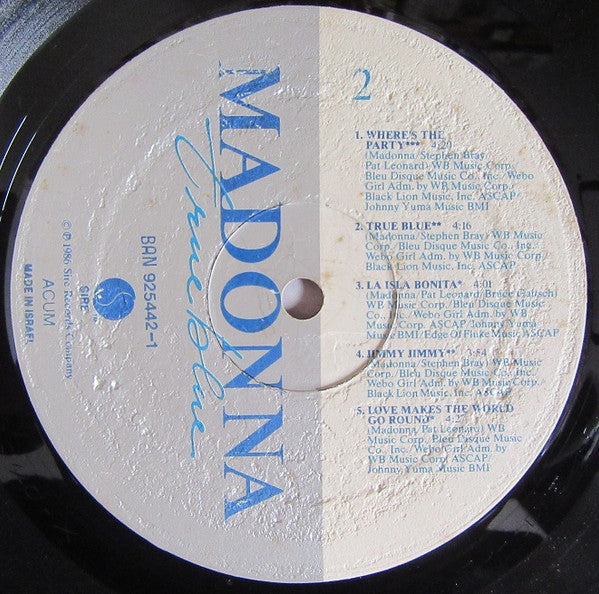 MADONNA
True blue
BAN 925442-1
SIRE
℗© 1986 Sire Records Company
ACUM
MADE IN ISRAEL
2
1. WHERE'S THE
PARTY*** 4:20
(Madonna/Stephen Bray/
Pat Leonard) WB Music Corp./
Bleu Disque Music Co., Inc./Webo
Girl Adm. by WB Music Corp./
Black Lion Music, Inc. ASCAP/
Johnny Yuma Music BMI
2. TRUE BLUE** 4:16
(Madonna/Stephen Bray) WB Music
Corp./Bleu Disque Music Co., Inc.
Webo Girl Adm. by WB Music Corp./
Black Lion Music, Inc. ASCAP
3. LA ISLA BONITA* 4:01
(Madonna/Pat Leonard/Bruce Gaitsch)
WB Music Corp./Bleu Disque Music
Co., Inc./Webo Girl Adm. by WB
Music Corp. ASCAP/Johnny Yuma
Music BMI/Edge Of Fluke Music ASCAP
4. JIMMY JIMMY** 3:54
(Madonna/Stephen Bray) WB Music
Corp./Bleu Disque Music Co., Inc./
Webo Girl Adm. by WB Music Corp./
Black Lion Music, Inc. ASCAP
5. LOVE MAKES THE WORLD
GO ROUND*
(Madonna/Pat Leonard) WB
Music Corp./Bleu Disque Music
Co., Inc./Webo Girl Adm. by
WB Music Corp. ASCAP/
Johnny Yuma Music BMI